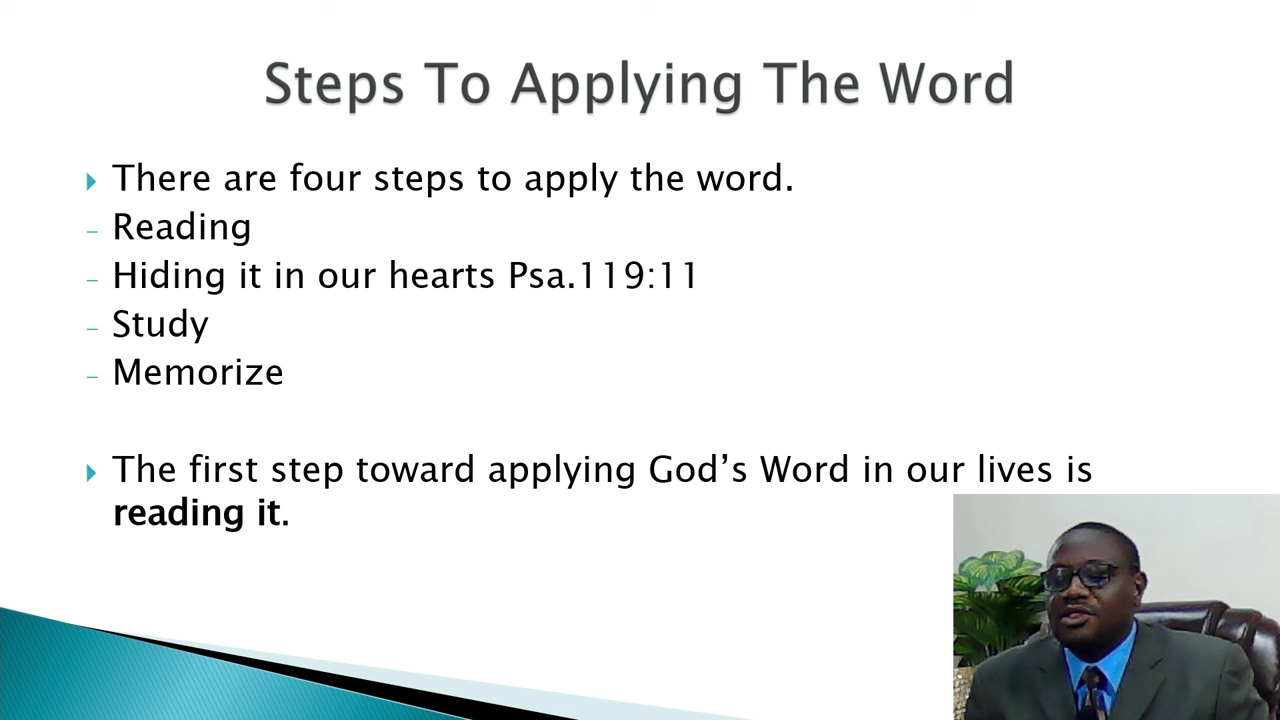 Steps To Applying The Word
There are four steps to apply the word.
– Reading
– Hiding it in our hearts Psa.119:11
– Study
– Memorize
The first step toward applying God’s Word in our lives is
reading it.